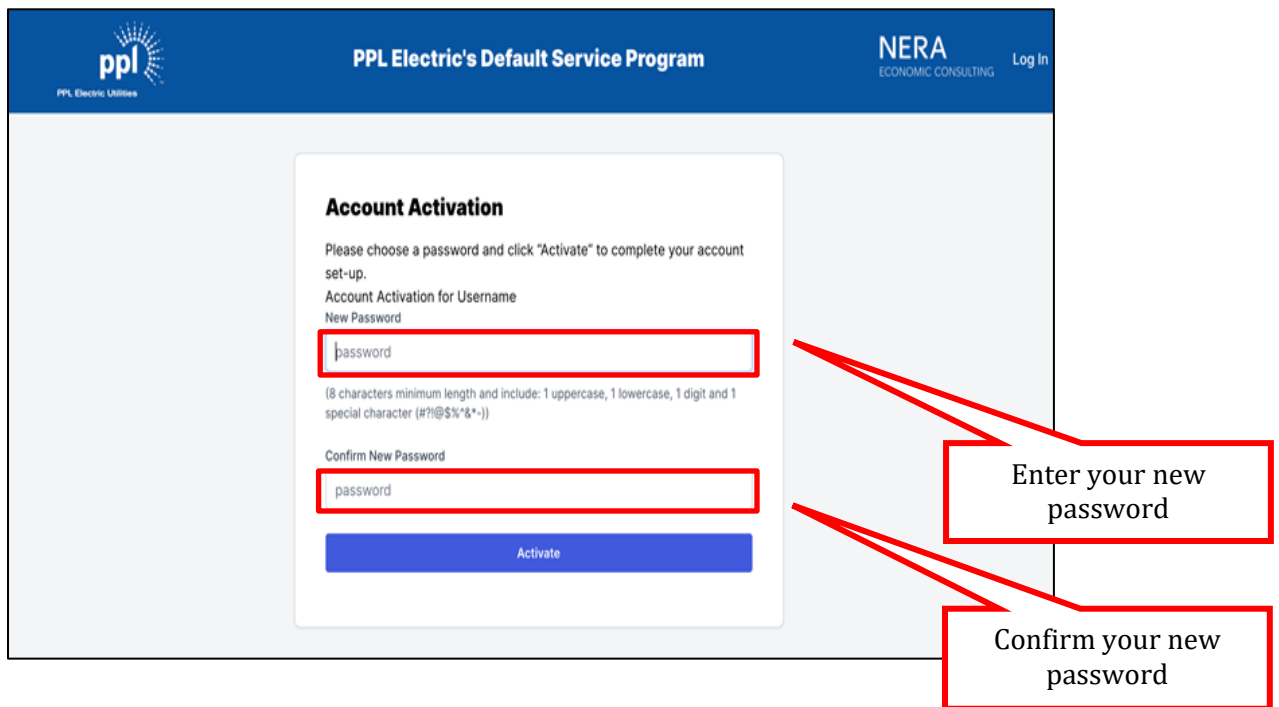 ppl
PPL Electric Utilities
PPL Electric's Default Service Program
NERA
ECONOMIC CONSULTING
Log In
Account Activation
Please choose a password and click "Activate" to complete your account
set-up.
Account Activation for Username
New Password
password
(8 characters minimum length and include: 1 uppercase, 1 lowercase, 1 digit and 1
special character (#?!@$%^&*-))
Confirm New Password
password
Activate
Enter your new
password
Confirm your new
password